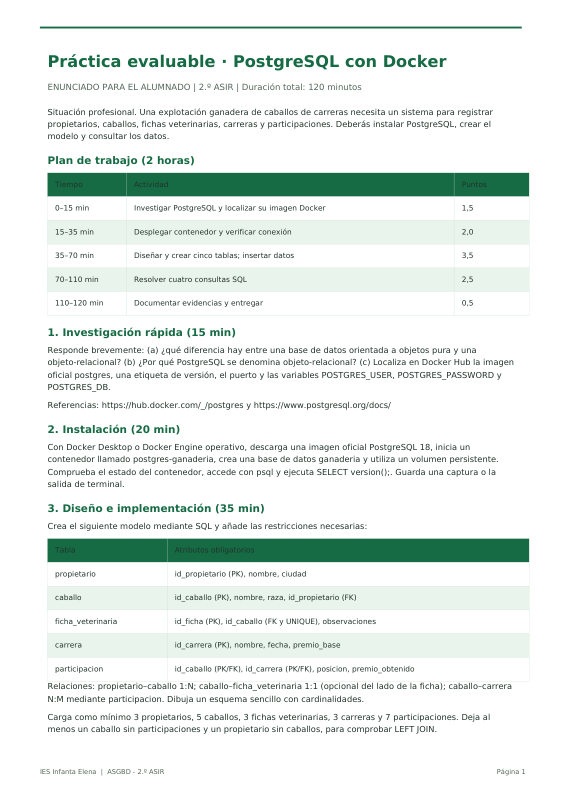 Práctica evaluable · PostgreSQL con Docker
ENUNCIADO PARA EL ALUMNADO | 2.º ASIR | Duración total: 120 minutos
Situación profesional. Una explotación ganadera de caballos de carreras necesita un sistema para registrar
propietarios, caballos, fichas veterinarias, carreras y participaciones. Deberás instalar PostgreSQL, crear el
modelo y consultar los datos.
Plan de trabajo (2 horas)
Tiempo Actividad Puntos
0–15 min Investigar PostgreSQL y localizar su imagen Docker 1,5
15–35 min Desplegar contenedor y verificar conexión 2,0
35–70 min Diseñar y crear cinco tablas; insertar datos 3,5
70–110 min Resolver cuatro consultas SQL 2,5
110–120 min Documentar evidencias y entregar 0,5
1. Investigación rápida (15 min)
Responde brevemente: (a) ¿qué diferencia hay entre una base de datos orientada a objetos pura y una
objeto-relacional? (b) ¿Por qué PostgreSQL se denomina objeto-relacional? (c) Localiza en Docker Hub la imagen
oficial postgres, una etiqueta de versión, el puerto y las variables POSTGRES_USER, POSTGRES_PASSWORD y
POSTGRES_DB.
Referencias: https://hub.docker.com/_/postgres y https://www.postgresql.org/docs/
2. Instalación (20 min)
Con Docker Desktop o Docker Engine operativo, descarga una imagen oficial PostgreSQL 18, inicia un
contenedor llamado postgres-ganaderia, crea una base de datos ganaderia y utiliza un volumen persistente.
Comprueba el estado del contenedor, accede con psql y ejecuta SELECT version();. Guarda una captura o la
salida de terminal.
3. Diseño e implementación (35 min)
Crea el siguiente modelo mediante SQL y añade las restricciones necesarias:
Tabla Atributos obligatorios
propietario id_propietario (PK), nombre, ciudad
caballo id_caballo (PK), nombre, raza, id_propietario (FK)
ficha_veterinaria id_ficha (PK), id_caballo (FK y UNIQUE), observaciones
carrera id_carrera (PK), nombre, fecha, premio_base
participacion id_caballo (PK/FK), id_carrera (PK/FK), posicion, premio_obtenido
Relaciones: propietario–caballo 1:N; caballo–ficha_veterinaria 1:1 (opcional del lado de la ficha); caballo–carrera
N:M mediante participacion. Dibuja un esquema sencillo con cardinalidades.
Carga como mínimo 3 propietarios, 5 caballos, 3 fichas veterinarias, 3 carreras y 7 participaciones. Deja al
menos un caballo sin participaciones y un propietario sin caballos, para comprobar LEFT JOIN.
IES Infanta Elena | ASGBD - 2.º ASIR Página 1